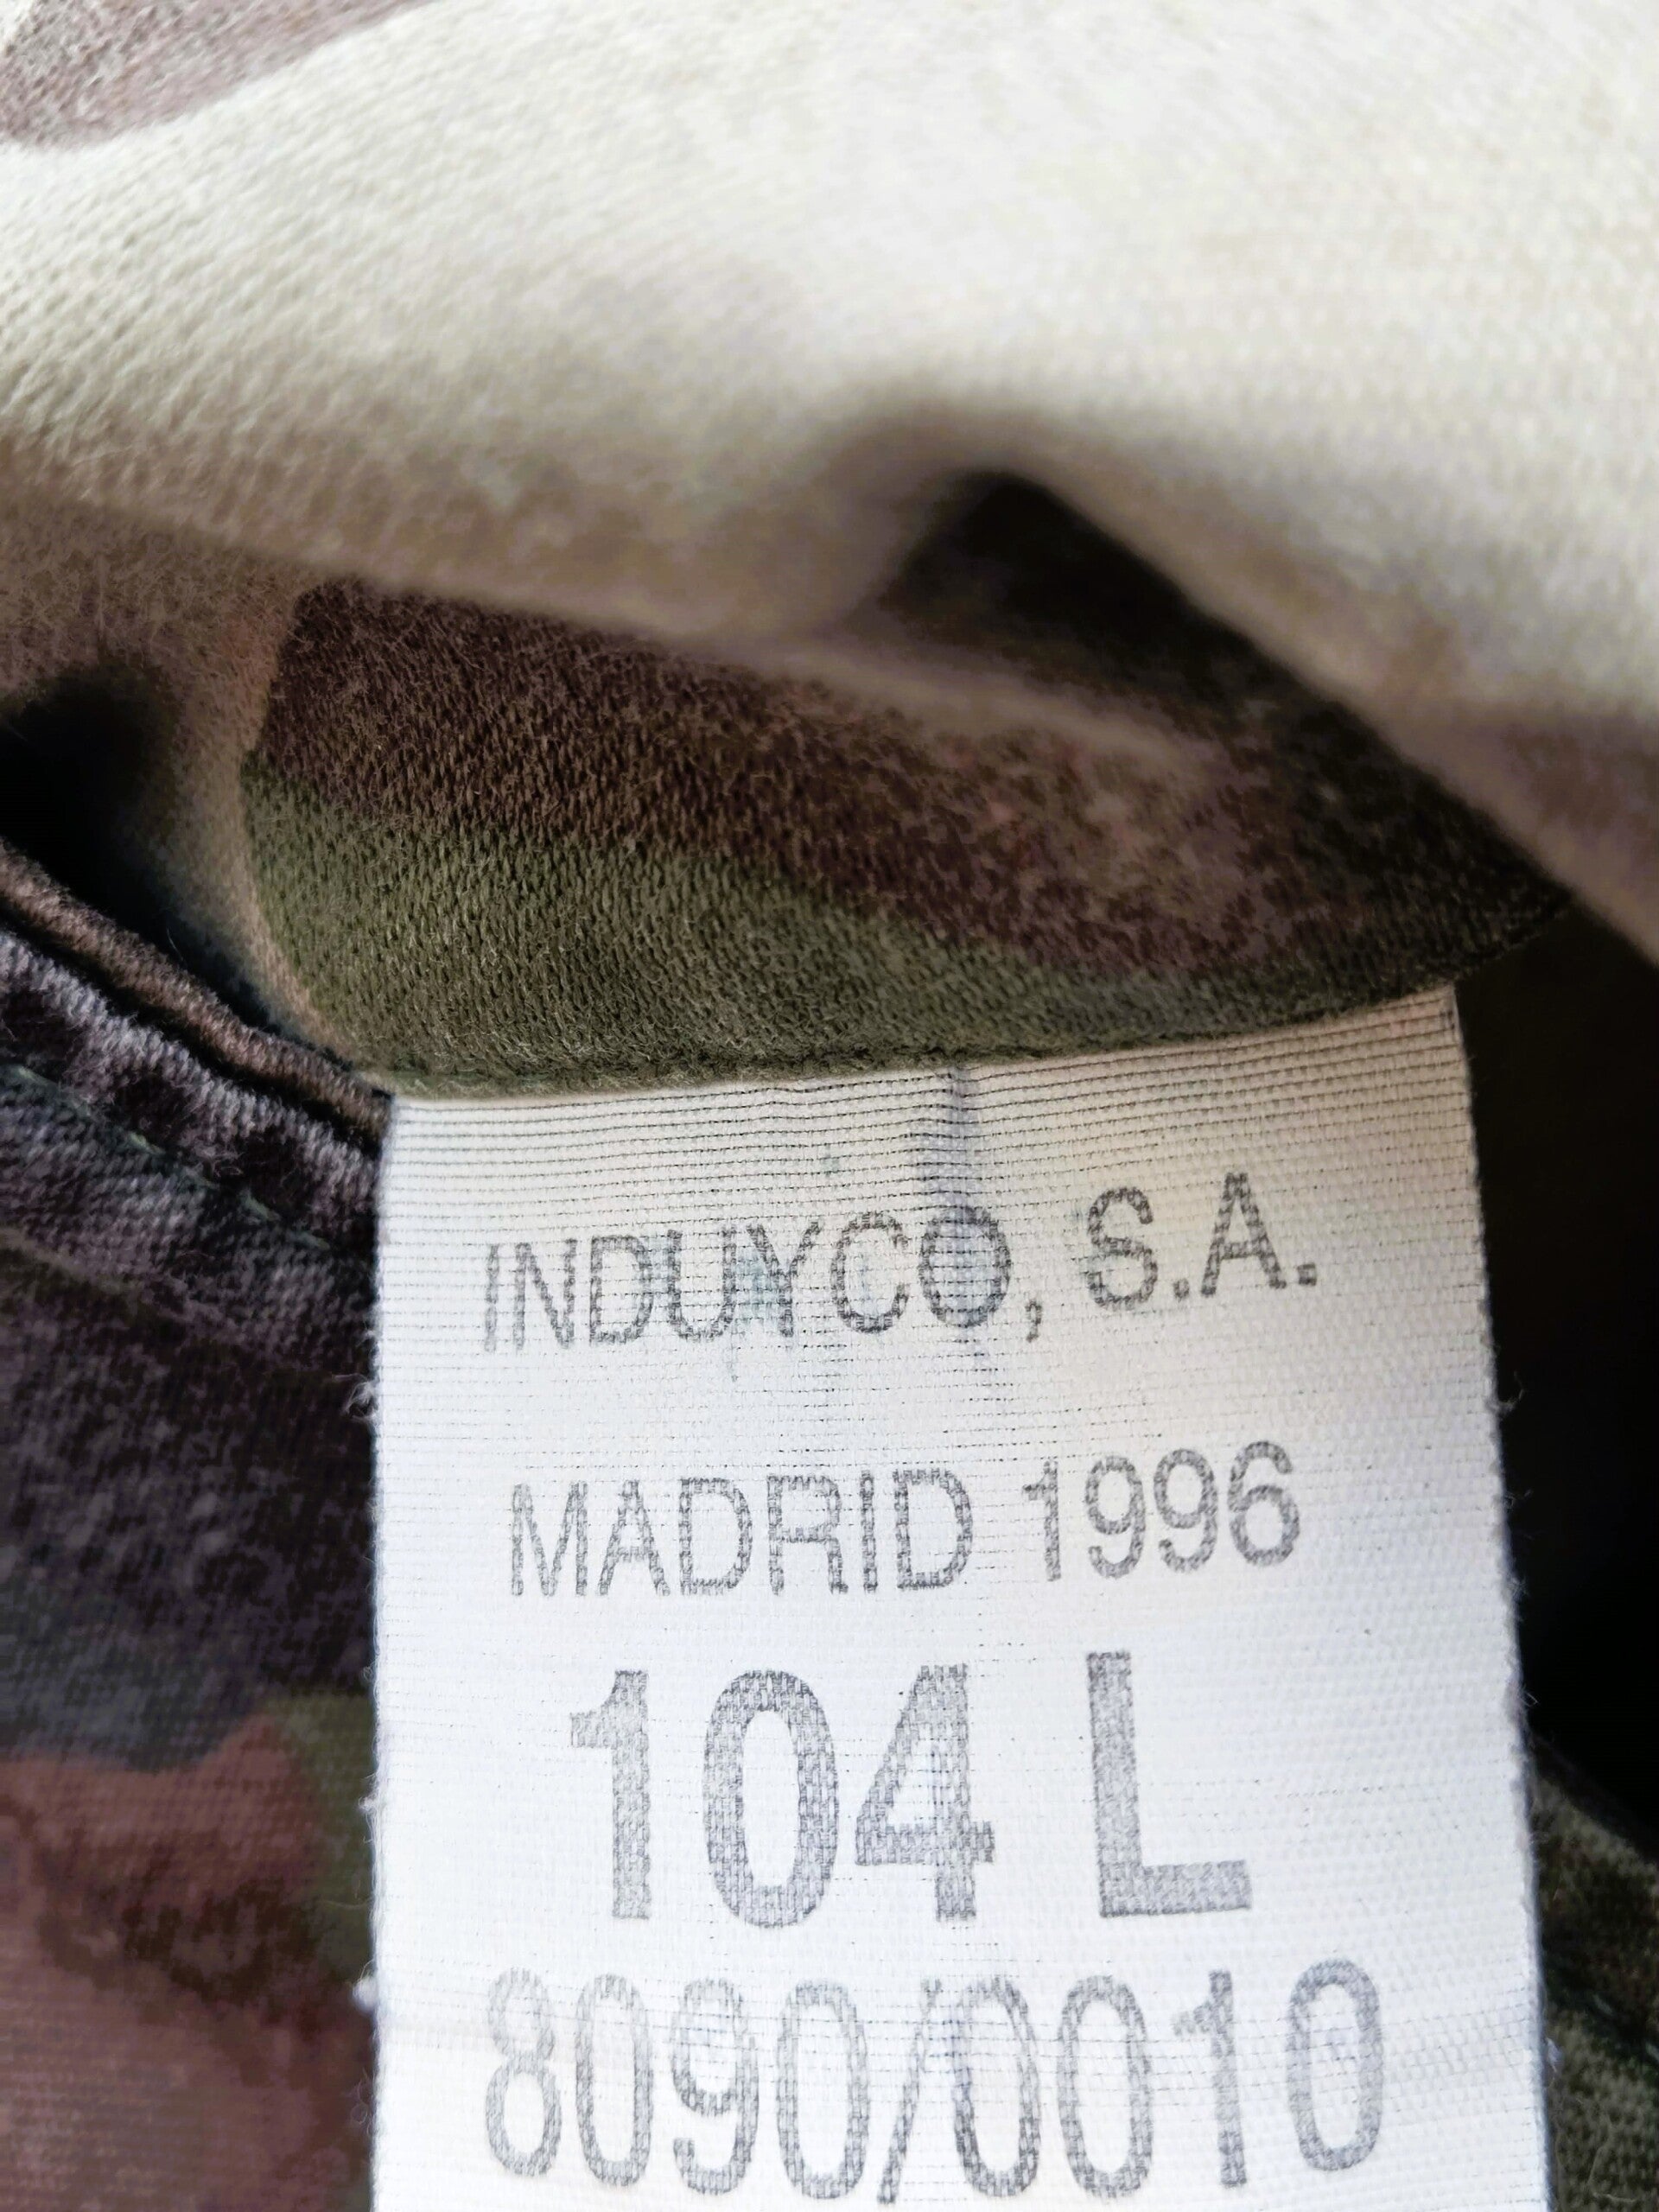 INDUYCO, S.A.
MADRID 1996
104 L
8090/0010